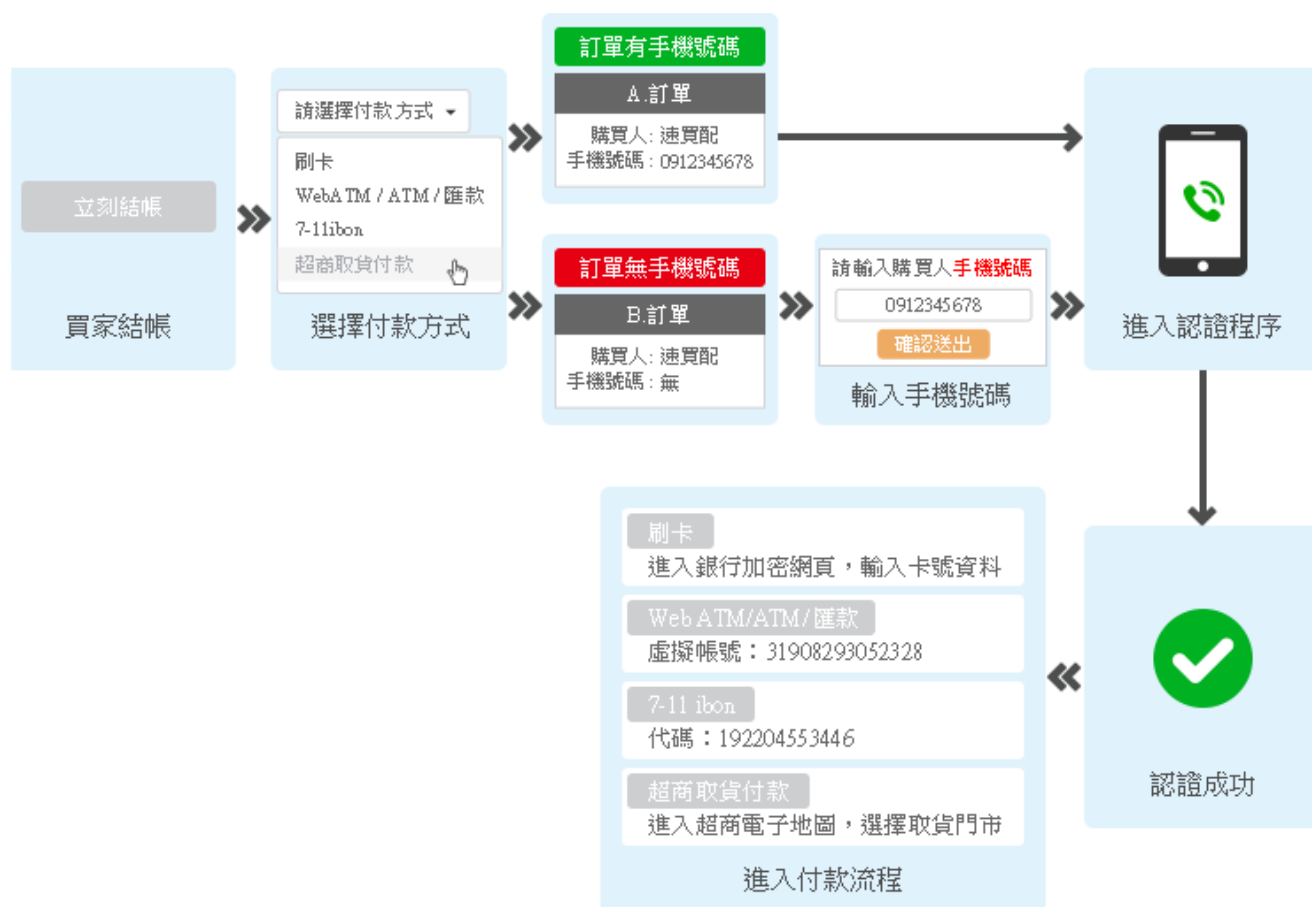 立刻結帳
買家結帳
請選擇付款方式
刷卡
WebATM / ATM / 匯款
7-11ibon
超商取貨付款
選擇付款方式
訂單有手機號碼
A.訂單
購買人: 速買配
手機號碼 : 0912345678
訂單無手機號碼
B.訂單
購買人: 速買配
手機號碼 : 無
請輸入購買人手機號碼
0912345678
確認送出
輸入手機號碼
進入認證程序
認證成功
刷卡
進入銀行加密網頁，輸入卡號資料
Web ATM/ATM/匯款
虛擬帳號：31908293052328
7-11 ibon
代碼：192204553446
超商取貨付款
進入超商電子地圖，選擇取貨門市
進入付款流程